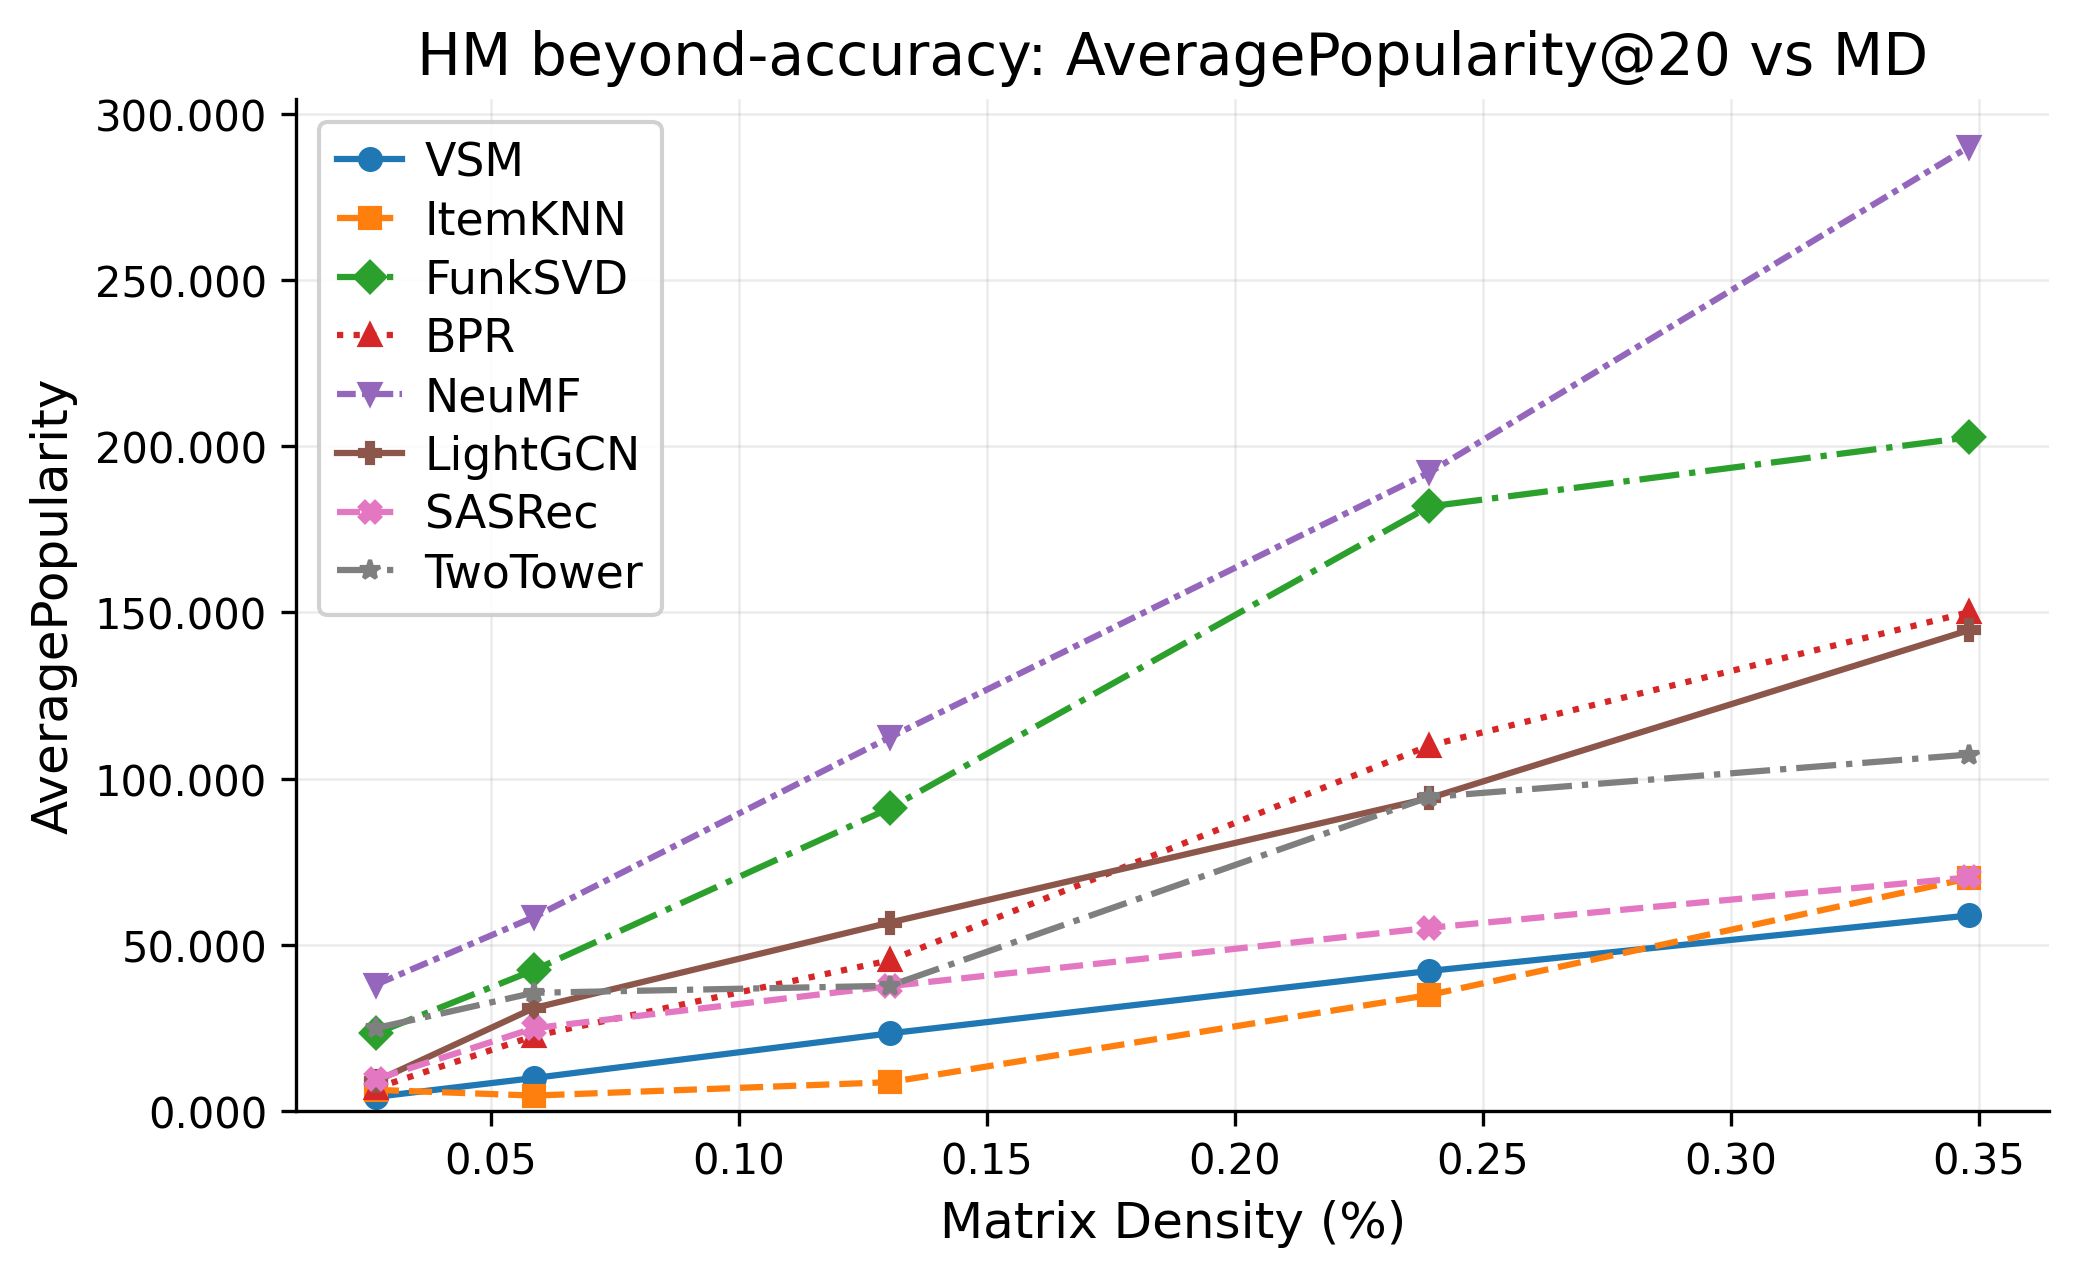 HM beyond-accuracy: AveragePopularity@20 vs MD
300.000
250.000
200.000
150.000
100.000
50.000
0.000
AveragePopularity
VSM
ItemKNN
FunkSVD
BPR
NeuMF
LightGCN
SASRec
TwoTower
0.05 0.10 0.15 0.20 0.25 0.30 0.35
Matrix Density (%)